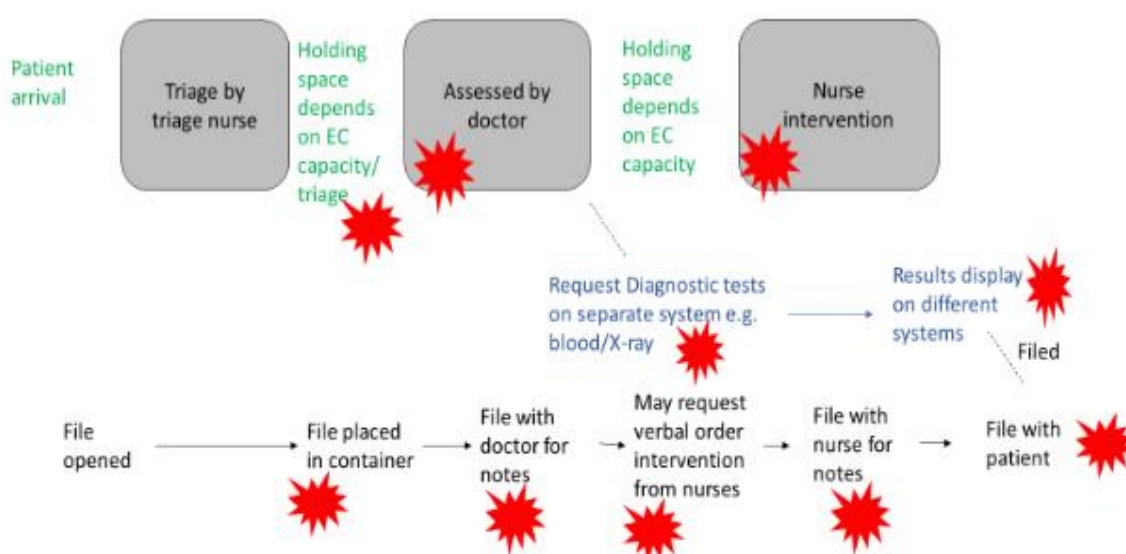 Patient
arrival
Triage by
triage nurse
Holding
space
depends
on EC
capacity/
triage
Assessed by
doctor
Holding
space
depends
on EC
capacity
Nurse
intervention
Request Diagnostic tests
on separate system e.g.
blood/X-ray
Results display
on different
systems
Filed
File
opened
File placed
in container
File with
doctor for
notes
May request
verbal order
intervention
from nurses
File with
nurse for
notes
File with
patient